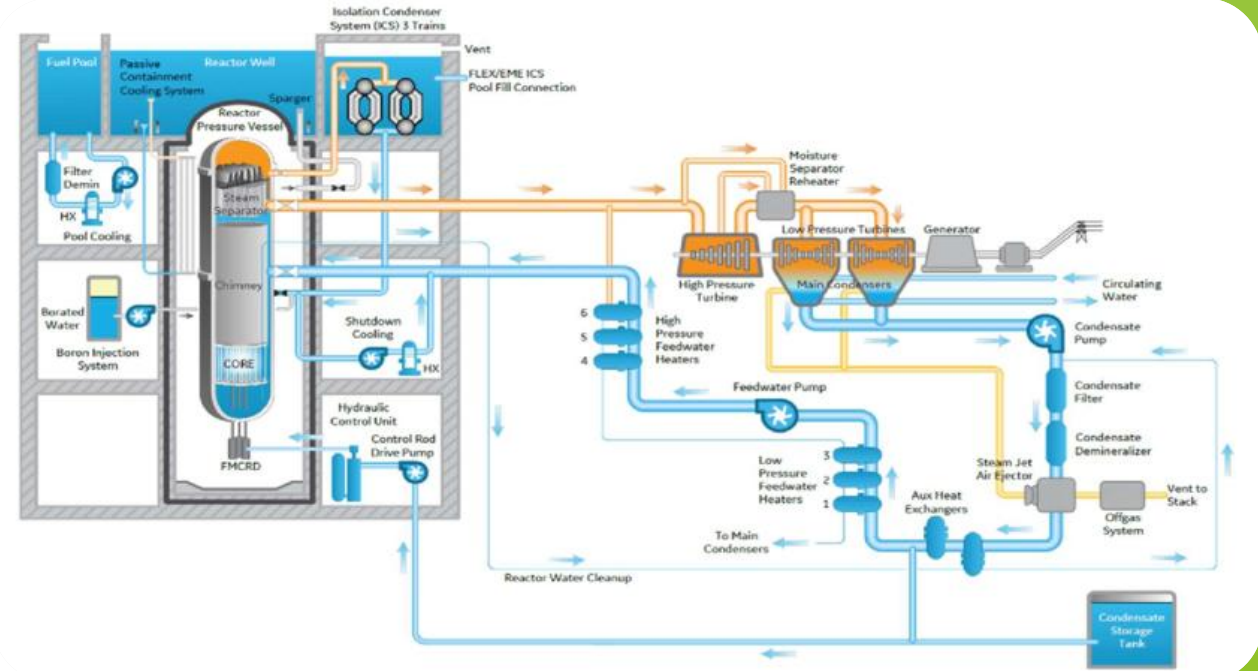 Isolation Condenser
System (ICS) 3 Trains
Vent
FLEX/EME ICS
Pool Fill Connection
Fuel Pool
Passive
Containment
Cooling System
Reactor Well
Sparger
Reactor
Pressure Vessel
Filter
Demin
HX
Pool Cooling
Steam
Separator
Chimney
Borated
Water
Boron Injection
System
CORE
Shutdown
Cooling
HX
Hydraulic
Control Unit
Control Rod
Drive Pump
FMCRD
Moisture
Separator
Reheater
Low Pressure Turbines
Generator
High Pressure
Turbine
Main Condensers
Circulating
Water
6
5
4
High
Pressure
Feedwater
Heaters
Condensate
Pump
Feedwater Pump
Condensate
Filter
Condensate
Demineralizer
Low
Pressure
Feedwater
Heaters
3
2
1
Steam Jet
Air Ejector
Aux Heat
Exchangers
Vent to
Stack
Offgas
System
To Main
Condensers
Reactor Water Cleanup
Condensate
Storage
Tank